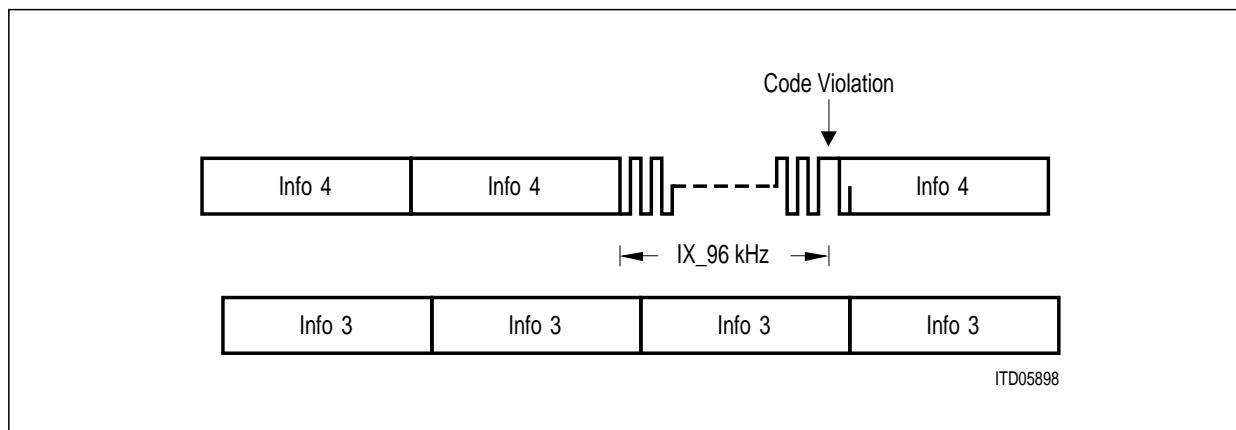 Code Violation
Info 4 Info 4 Info 4
IX_96 kHz
Info 3 Info 3 Info 3 Info 3
ITD05898